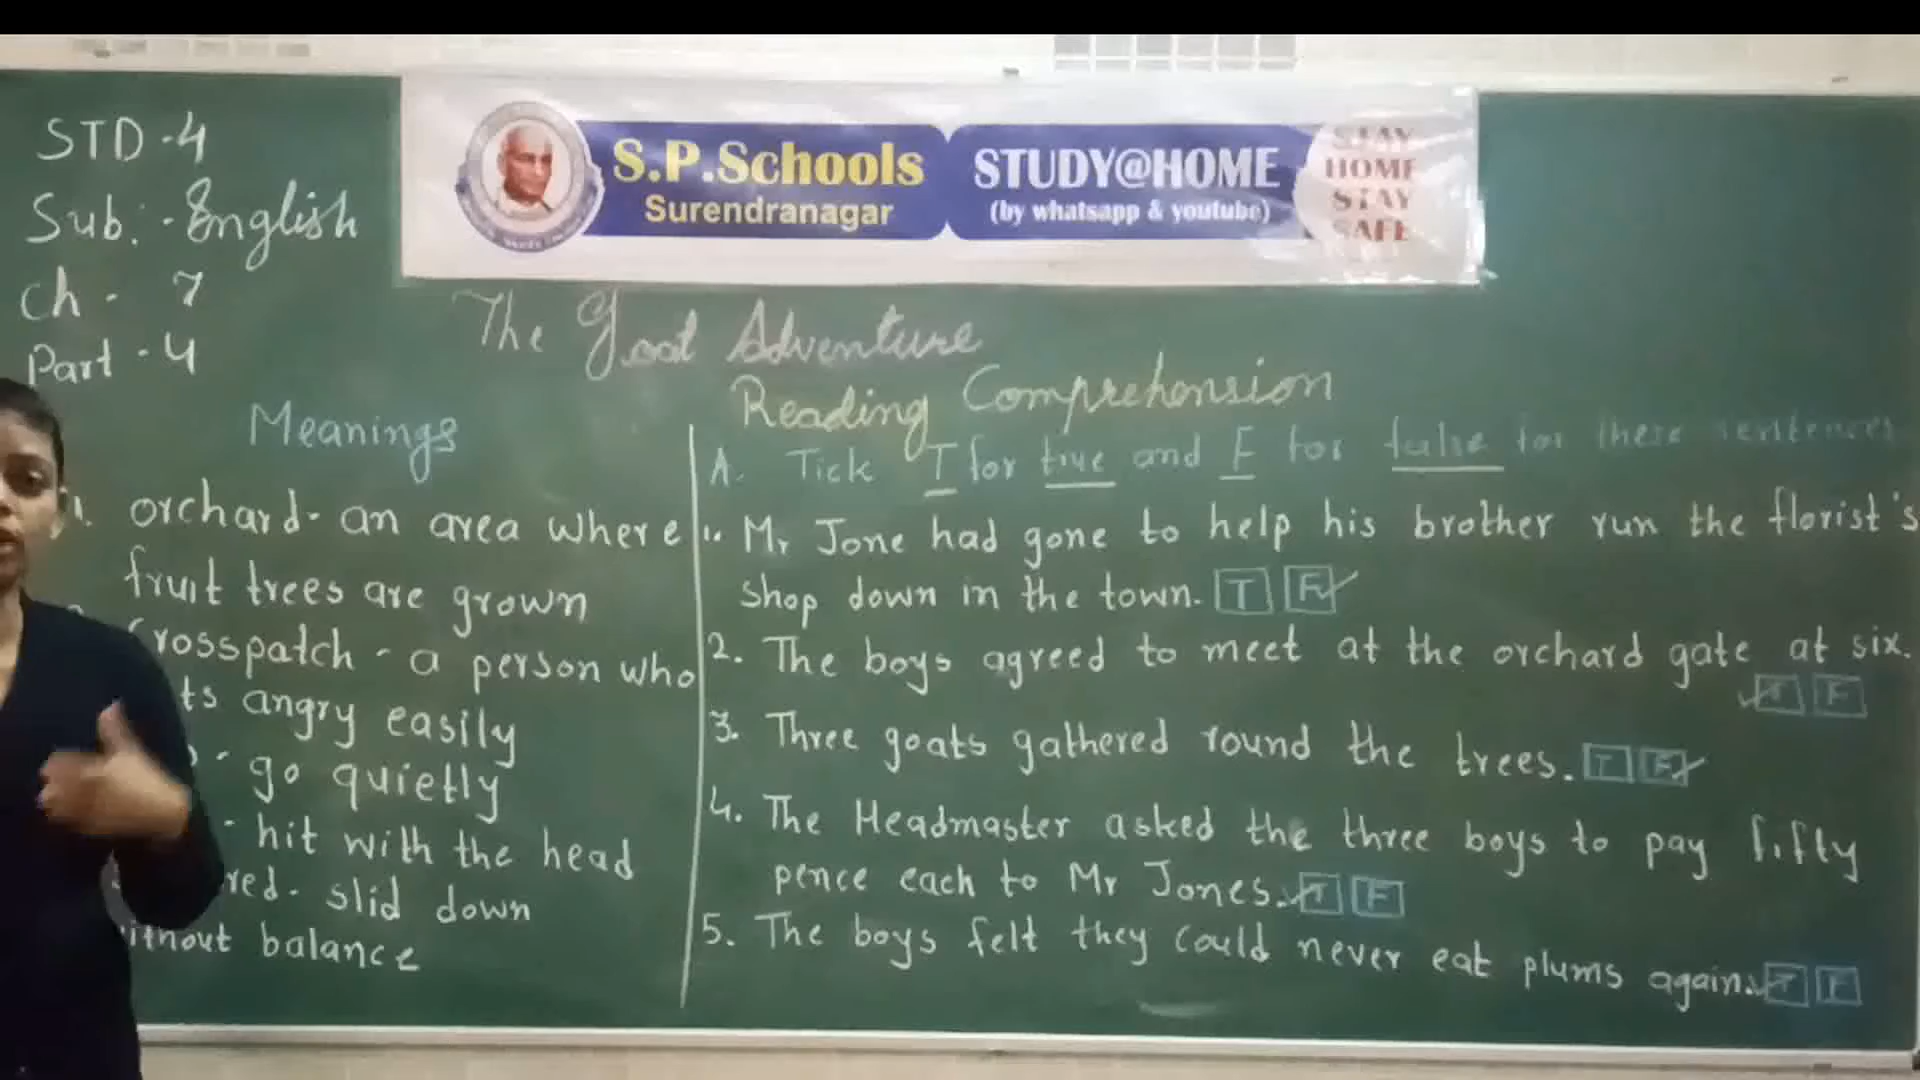 S.P.Schools
Surendranagar
STUDY@HOME
(by whatsapp & youtube)
STAY
HOME
STAY
SAFE
STD - 4
Sub. :- English
Ch - 7
Part - 4
The Goat Adventure
Reading Comprehension
Meanings
1. orchard - an area where
fruit trees are grown
Crosspatch - a person who
ts angry easily
- go quietly
- hit with the head
red - slid down
ithout balance
A. Tick T for true and F for false for these sentences
1. Mr Jone had gone to help his brother run the florist's
shop down in the town. T F
2. The boys agreed to meet at the orchard gate at six.
T F
3. Three goats gathered round the trees. T F
4. The Headmaster asked the three boys to pay fifty
pence each to Mr Jones. T F
5. The boys felt they could never eat plums again. T F